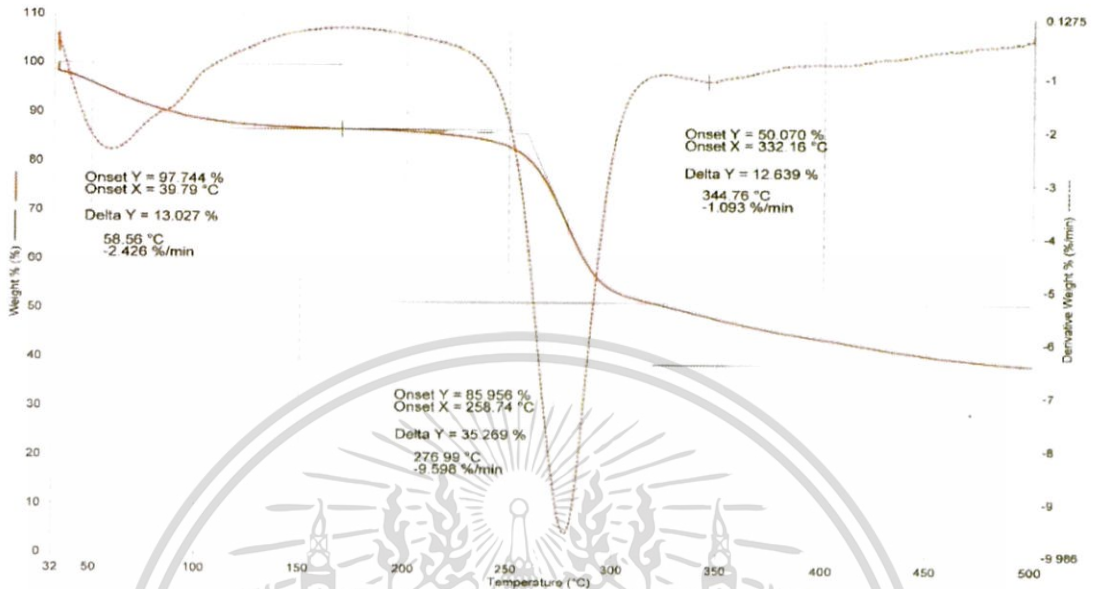 110
100
90
80
70
60
50
40
30
20
10
0
Weight % (%)
Onset Y = 97.744 %
Onset X = 39.79 °C
Delta Y = 13.027 %
58.56 °C
-2.426 %/min
Onset Y = 85.956 %
Onset X = 258.74 °C
Delta Y = 35.269 %
276.99 °C
-9.598 %/min
Onset Y = 50.070 %
Onset X = 332.16 °C
Delta Y = 12.639 %
344.76 °C
-1.093 %/min
0.1275
-1
-2
-3
-4
-5
-6
-7
-8
-9
-9.986
Derivative Weight % (%/min)
32 50 100 150 200 250 300 350 400 450 500
Temperature (°C)